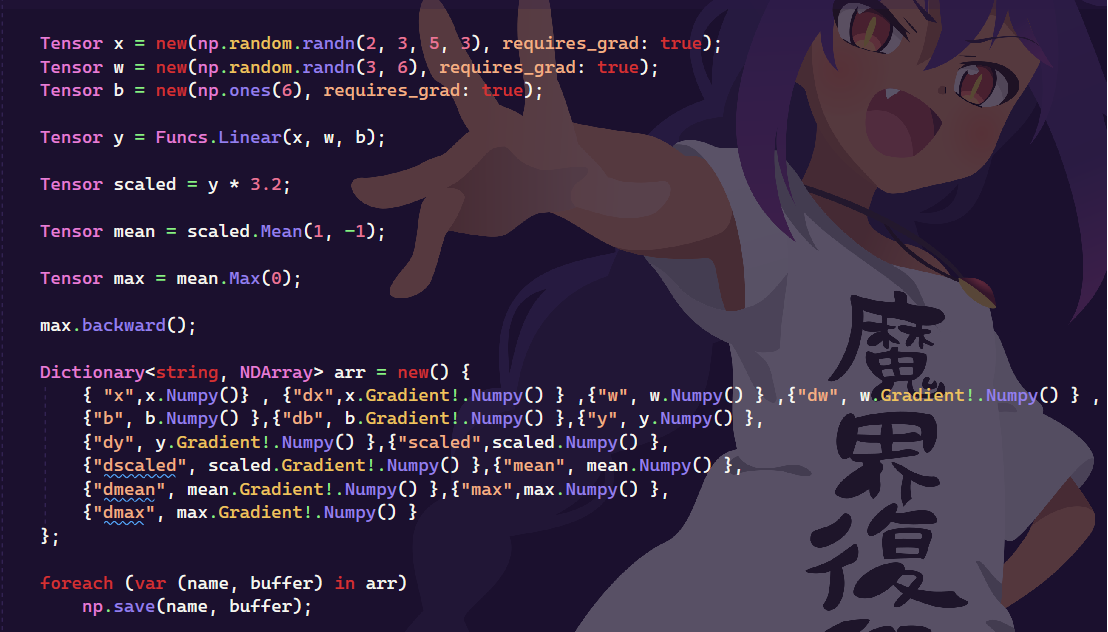 Tensor x = new(np.random.randn(2, 3, 5, 3), requires_grad: true);
Tensor w = new(np.random.randn(3, 6), requires_grad: true);
Tensor b = new(np.ones(6), requires_grad: true);
Tensor y = Funcs.Linear(x, w, b);
Tensor scaled = y * 3.2;
Tensor mean = scaled.Mean(1, -1);
Tensor max = mean.Max(0);
max.backward();
Dictionary<string, NDArray> arr = new() {
{ "x",x.Numpy()} , {"dx",x.Gradient!.Numpy() } ,{"w", w.Numpy() } ,{"dw", w.Gradient!.Numpy() } ,
{"b", b.Numpy() },{"db", b.Gradient!.Numpy() },{"y", y.Numpy() },
{"dy", y.Gradient!.Numpy() },{"scaled",scaled.Numpy() },
{"dscaled", scaled.Gradient!.Numpy() },{"mean", mean.Numpy() },
{"dmean", mean.Gradient!.Numpy() },{"max",max.Numpy() },
{"dmax", max.Gradient!.Numpy() }
};
foreach (var (name, buffer) in arr)
np.save(name, buffer);
魔
界
復